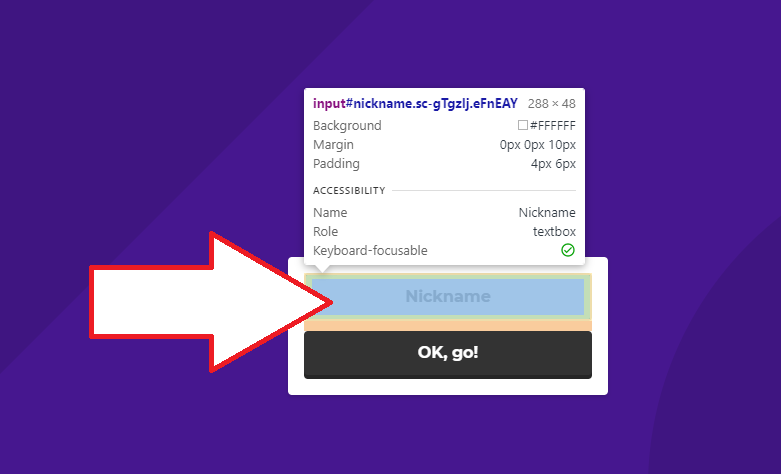 input#nickname.sc-gTgzIj.eFnEAY 288 × 48
Background #FFFFFF
Margin 0px 0px 10px
Padding 4px 6px
ACCESSIBILITY
Name Nickname
Role textbox
Keyboard-focusable
Nickname
OK, go!